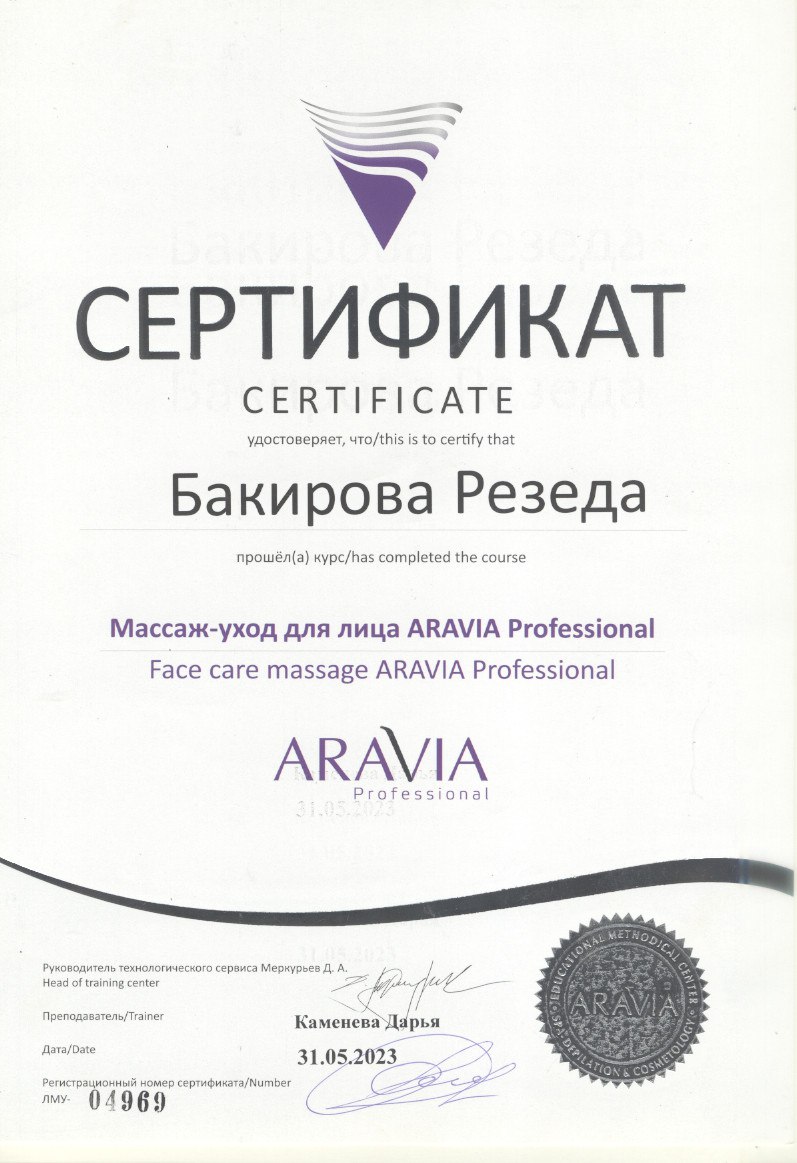 СЕРТИФИКАТ
CERTIFICATE
удостоверяет, что/this is to certify that
Бакирова Резеда
прошёл(а) курс/has completed the course
Массаж-уход для лица ARAVIA Professional
Face care massage ARAVIA Professional
ARAVIA
Professional
Руководитель технологического сервиса Меркурьев Д. А.
Head of training center
Преподаватель/Trainer
Каменева Дарья
Дата/Date
31.05.2023
Регистрационный номер сертификата/Number
ЛМУ- 04969
EDUCATIONAL METHODICAL CENTER
ARAVIA
DEPILATION & COSMETOLOGY